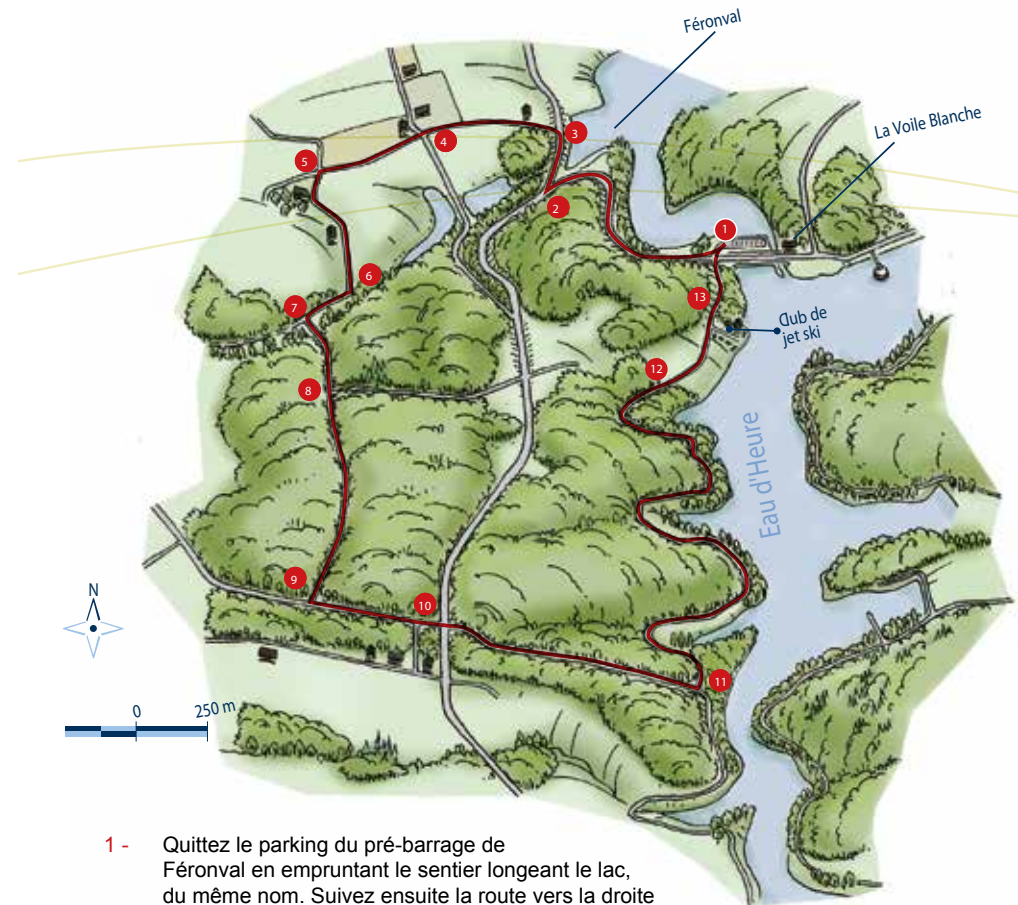 Féronval
La Voile Blanche
3
4
5
2
1
6
13
7
Club de
jet ski
12
8
Eau d'Heure
9
10
N
11
0
250 m
1 - Quittez le parking du pré-barrage de
Féronval en empruntant le sentier longeant le lac,
du même nom. Suivez ensuite la route vers la droite